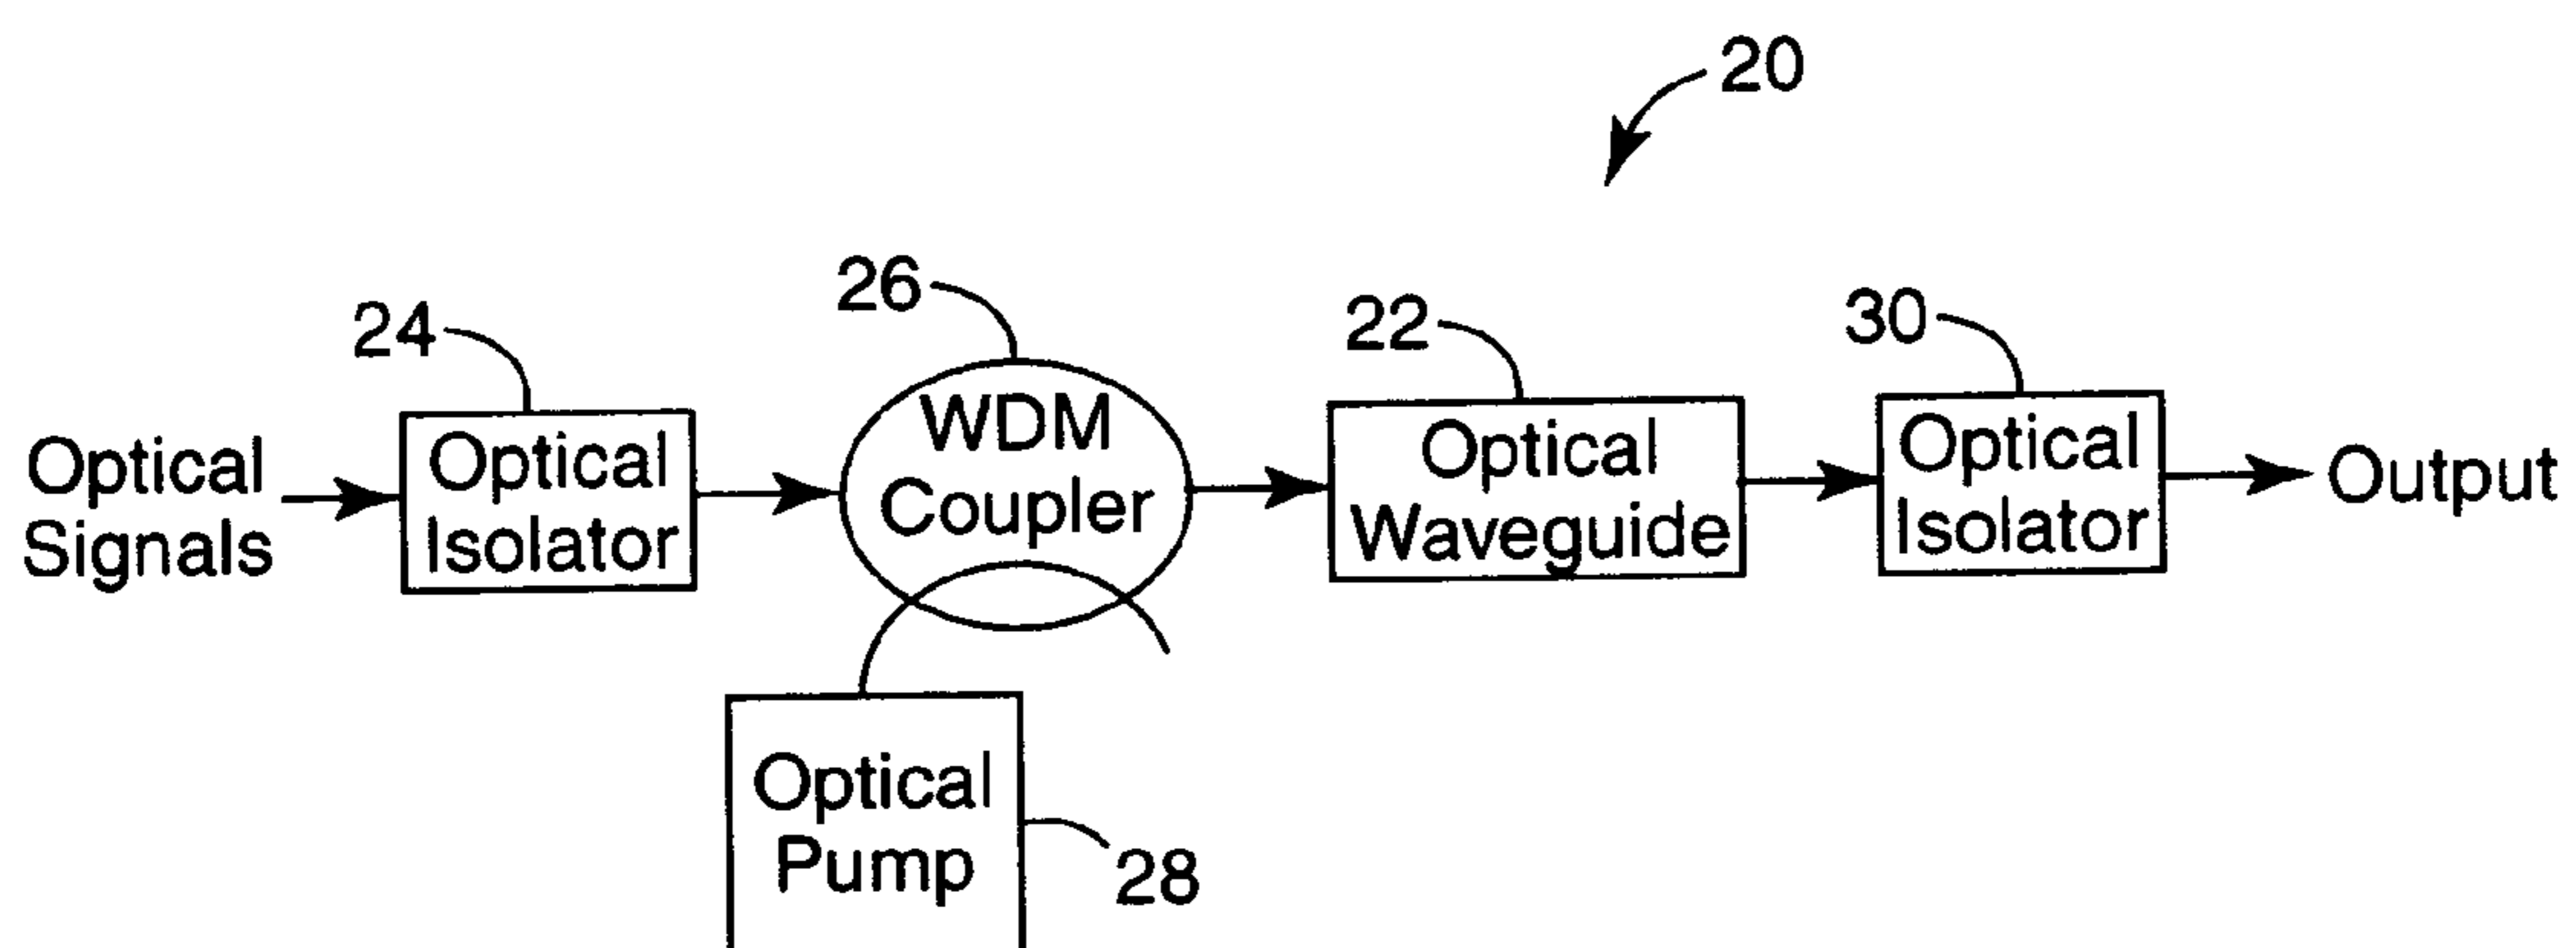 20
26
24
22
30
Optical
Signals
Optical
Isolator
WDM
Coupler
Optical
Waveguide
Optical
Isolator
Output
Optical
Pump
28